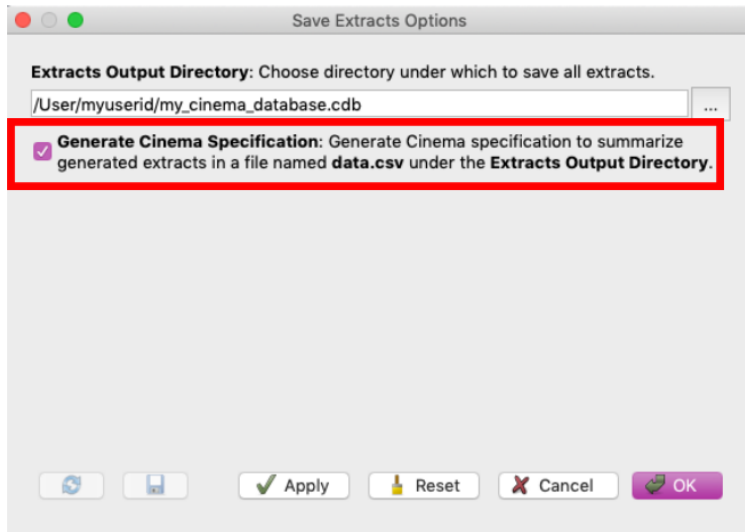 Save Extracts Options
Extracts Output Directory: Choose directory under which to save all extracts.
/User/myuserid/my_cinema_database.cdb
...
Generate Cinema Specification: Generate Cinema specification to summarize
generated extracts in a file named data.csv under the Extracts Output Directory.
Apply Reset Cancel OK